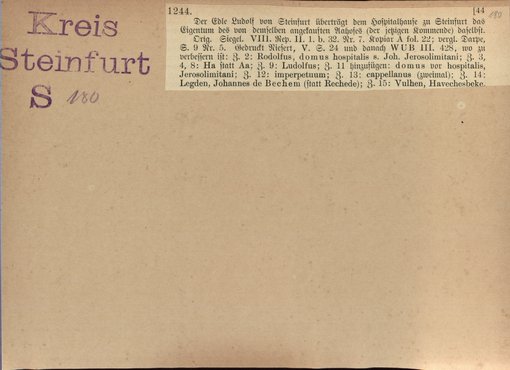 Kreis
Steinfurt
S 180
1244. [44
180
Der Edle Ludolf von Steinfurt überträgt dem Hospitalhause zu Steinfurt das
Eigentum des von demselben angekauften Aahofes (der jetzigen Kommende) daselbst.
Orig. Siegel. VIII. Rep. II. 1. b. 32. Nr. 7. Kopiar A fol. 22; vergl. Darpe,
S. 9 Nr. 5. Gedruckt Niesert, V. S. 24 und danach WUB III. 428, wo zu
verbessern ist: Z. 2: Rodolfus, domus hospitalis s. Joh. Jerosolimitani; Z. 3,
4, 8: Ha statt Aa; Z. 9: Ludolfus; Z. 11 hinzufügen: domus vor hospitalis,
Jerosolimitani; Z. 12: imperpetuum; Z. 13: cappellanus (zweimal); Z. 14:
Legden, Johannes de Bechem (statt Rechede); Z. 15: Vulhen, Havechesbeke.